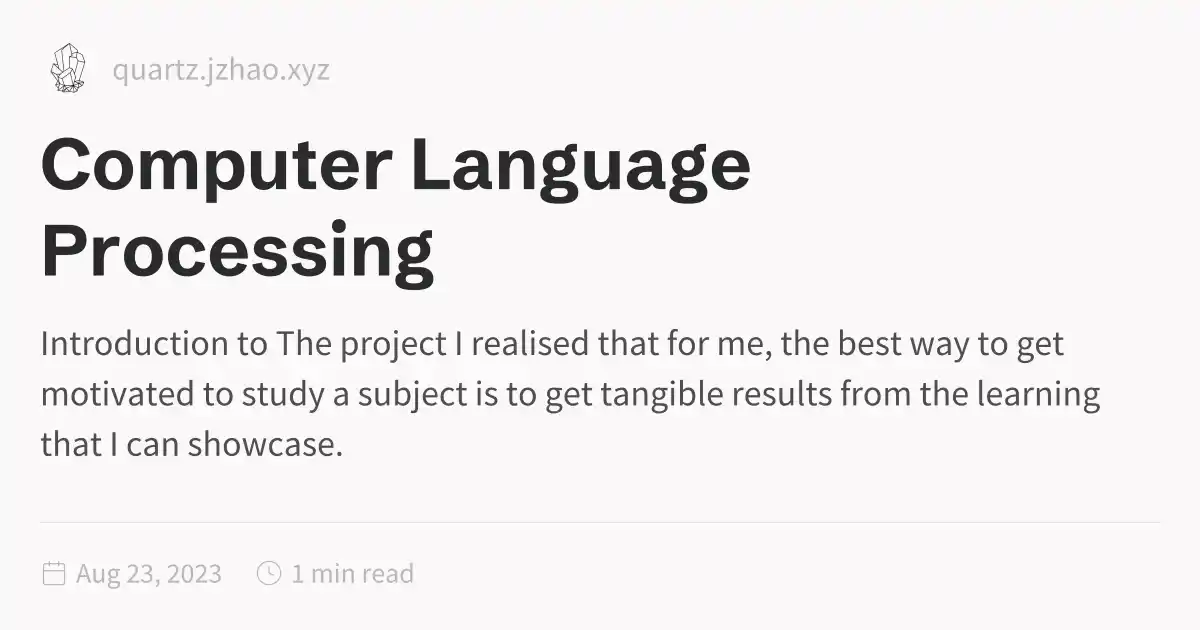 quartz.jzhao.xyz
Computer Language
Processing
Introduction to The project I realised that for me, the best way to get
motivated to study a subject is to get tangible results from the learning
that I can showcase.
Aug 23, 2023 1 min read